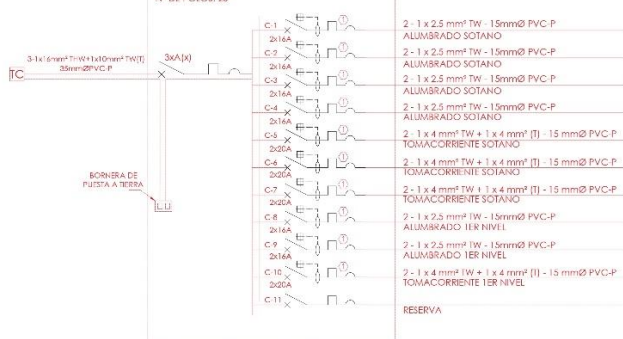 C-1
2 - 1 x 2.5 mm² TW - 15mmØ PVC-P
2x16A
ALUMBRADO SOTANO
C-2
2 - 1 x 2.5 mm² TW - 15mmØ PVC-P
2x16A
ALUMBRADO SOTANO
3-1x16mm² THW+1x10mm² TW(T)
35mmØPVC-P
TC
3xA(x)
C-3
2 - 1 x 2.5 mm² TW - 15mmØ PVC-P
2x16A
ALUMBRADO SOTANO
C-4
2 - 1 x 2.5 mm² TW - 15mmØ PVC-P
2x16A
ALUMBRADO SOTANO
C-5
2 - 1 x 4 mm² TW + 1 x 4 mm² (T) - 15 mmØ PVC-P
2x20A
TOMACORRIENTE SOTANO
C-6
2 - 1 x 4 mm² TW + 1 x 4 mm² (T) - 15 mmØ PVC-P
2x20A
TOMACORRIENTE SOTANO
BORNERA DE
PUESTA A TIERRA
C-7
2 - 1 x 4 mm² TW + 1 x 4 mm² (T) - 15 mmØ PVC-P
2x20A
TOMACORRIENTE SOTANO
C-8
2 - 1 x 2.5 mm² TW - 15mmØ PVC-P
2x16A
ALUMBRADO 1ER NIVEL
C-9
2 - 1 x 2.5 mm² TW - 15mmØ PVC-P
2x16A
ALUMBRADO 1ER NIVEL
C-10
2 - 1 x 4 mm² TW + 1 x 4 mm² (T) - 15 mmØ PVC-P
2x20A
TOMACORRIENTE 1ER NIVEL
C-11
RESERVA